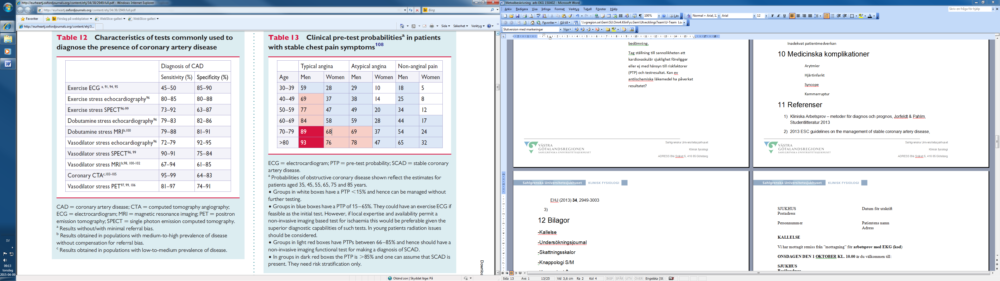 http://eurheartj.oxfordjournals.org/content/ehj/34/38/2949.full.pdf - Windows Internet Explorer
http://eurheartj.oxfordjournals.org/content/ehj/34/38/2949.full.pdf
Bing
Favoriter
Förslag på webbplatser
WebSlice-galleri
WebSlice-galleri
http://eurheartj.oxfordjournals.org/content/ehj/3...
Sida
Säkerhet
Verktyg
Table 12 Characteristics of tests commonly used to
diagnose the presence of coronary artery disease
Diagnosis of CAD
Sensitivity (%) Specificity (%)
Exercise ECG a, 91, 94, 95 45–50 85–90
Exercise stress echocardiography96 80–85 80–88
Exercise stress SPECT96-99 73–92 63–87
Dobutamine stress echocardiography96 79–83 82–86
Dobutamine stress MRIb,100 79–88 81–91
Vasodilator stress echocardiography96 72–79 92–95
Vasodilator stress SPECT96, 99 90–91 75–84
Vasodilator stress MRIb,98, 100-102 67–94 61–85
Coronary CTAc,103-105 95–99 64–83
Vasodilator stress PET97, 99, 106 81–97 74–91
CAD = coronary artery disease; CTA = computed tomography angiography;
ECG = electrocardiogram; MRI = magnetic resonance imaging; PET = positron
emission tomography; SPECT = single photon emission computed tomography.
a Results without/with minimal referral bias.
b Results obtained in populations with medium-to-high prevalence of disease
without compensation for referral bias.
c Results obtained in populations with low-to-medium prevalence of disease.
Table 13 Clinical pre-test probabilitiesa in patients
with stable chest pain symptoms108
Typical angina Atypical angina Non-anginal pain
Age Men Women Men Women Men Women
30–39 59 28 29 10 18 5
40–49 69 37 38 14 25 8
50–59 77 47 49 20 34 12
60–69 84 58 59 28 44 17
70–79 89 68 69 37 54 24
>80 93 76 78 47 65 32
ECG = electrocardiogram; PTP = pre-test probability; SCAD = stable coronary
artery disease.
a Probabilities of obstructive coronary disease shown reflect the estimates for
patients aged 35, 45, 55, 65, 75 and 85 years.
• Groups in white boxes have a PTP <15% and hence can be managed without
further testing.
• Groups in blue boxes have a PTP of 15–65%. They could have an exercise ECG if
feasible as the initial test. However, if local expertise and availability permit a
non-invasive imaging based test for ischaemia this would be preferable given the
superior diagnostic capabilities of such tests. In young patients radiation issues
should be considered.
• Groups in light red boxes have PTPs between 66–85% and hence should have a
non-invasive imaging functional test for making a diagnosis of SCAD.
• In groups in dark red boxes the PTP is >85% and one can assume that SCAD is
present. They need risk stratification only.
Downloa
Okänd zon | Skyddat läge: På
SV
09:13
torsdag
2015-04-09
Metodbeskrivning arb-EKG 150402 - Microsoft Word
Arkiv Redigera Visa Infoga Format Verktyg Tabell Fönster Hjälp
Skriv en fråga för hjälp
100% Läs Normal + Arial, 1 Arial 12 F K U
Favoriter Gå till \\vgregion.se\Gem\SU.Omr4.KlinFys.Gem\UtvecklingsTeam\U-Team Lo
Slutversion med markeringar Visa
bedömning.
Tag ställning till sannolikheten att
kardiovaskulär sjuklighet föreligger
eller ej med hänsyn till riskfaktorer
(PTP) och testresultat. Kan ev
antiischemiska läkemedel ha påverkat
resultatet?
VÄSTRA
GÖTALANDSREGIONEN
SAHLGRENSKA UNIVERSITETSSJUKHUSET
Sahlgrenska Universitetssjukhuset
Klinisk fysiologi
ADRESS Blå Sråket 5, 416 85 Göteborg
Inadekvat patientmedverkan
10 Medicinska komplikationer
Arytmier
Hjärtinfarkt
Syncope
Kammarruptur
11 Referenser
1) Kliniska Arbetsprov – metoder för diagnos och prognos, Jorfeldt & Pahlm,
Studentlitteratur 2013
2) 2013 ESC guidelines on the management of stable coronary artery disease,
VÄSTRA
GÖTALANDSREGIONEN
SAHLGRENSKA UNIVERSITETSSJUKHUSET
Sahlgrenska Universitetssjukhuset
Klinisk fysiologi
ADRESS Blå Sråket 5, 416 85 Göteborg
Sahlgrenska Universitetssjukhuset KLINISK FYSIOLOGI
EHJ (2013) 34, 2949-3003
3)
12 Bilagor
-Kallelse
-Undersökningsjournal
-Skattningsskalor
-Knappologi S/M
Sahlgrenska Universitetssjukhuset KLINISK FYSIOLOGI
SJUKHUS Datum för utskrift
Postadress
Personnummer Patientens namn
Adress
KALLELSE
Vi har mottagit remiss från "mottagning" för arbetsprov med EKG (kod)
ONSDAGEN DEN 1 OKTOBER KL. 10.00 är du välkommen till:
SJUKHUS
Besöksadress
Sida 13 Avs 1 13/25 Vid 3,6 cm Ra 2 Kol 4 INSP SPÅR UTV ÖVER Engelska (St